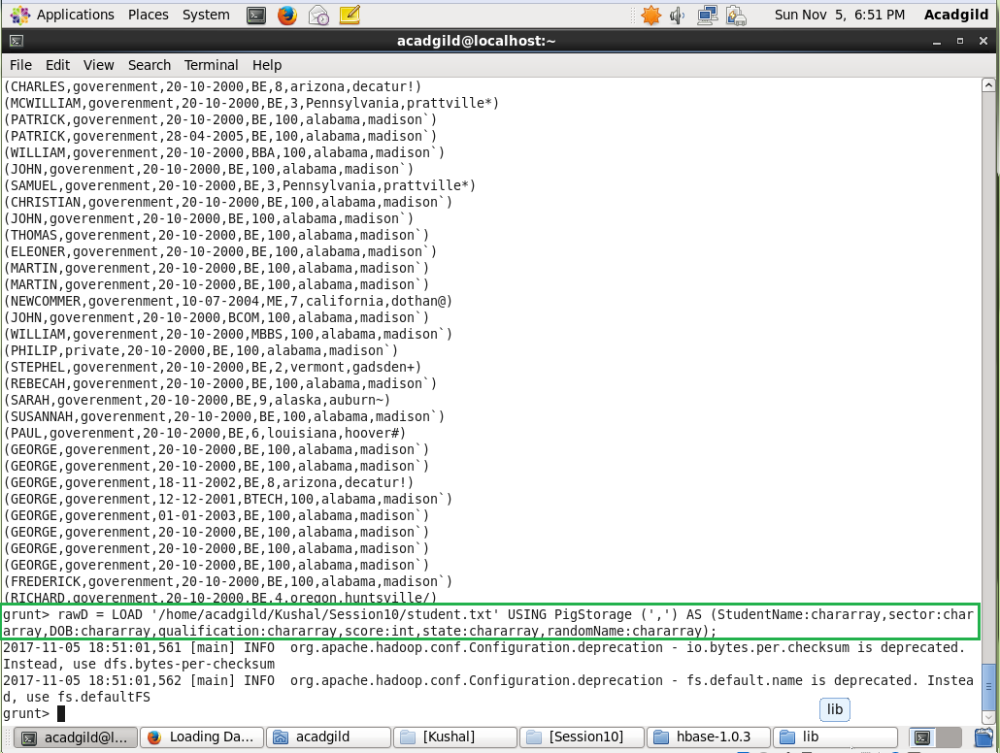 Applications Places System Sun Nov 5, 6:51 PM Acadgild
acadgild@localhost:~
File Edit View Search Terminal Help
(CHARLES,goverenment,20-10-2000,BE,8,arizona,decatur!)
(MCWILLIAM,goverenment,20-10-2000,BE,3,Pennsylvania,prattville*)
(PATRICK,goverenment,20-10-2000,BE,100,alabama,madison`)
(PATRICK,goverenment,28-04-2005,BE,100,alabama,madison`)
(WILLIAM,goverenment,20-10-2000,BBA,100,alabama,madison`)
(JOHN,goverenment,20-10-2000,BE,100,alabama,madison`)
(SAMUEL,goverenment,20-10-2000,BE,3,Pennsylvania,prattville*)
(CHRISTIAN,goverenment,20-10-2000,BE,100,alabama,madison`)
(JOHN,goverenment,20-10-2000,BE,100,alabama,madison`)
(THOMAS,goverenment,20-10-2000,BE,100,alabama,madison`)
(ELEONER,goverenment,20-10-2000,BE,100,alabama,madison`)
(MARTIN,goverenment,20-10-2000,BE,100,alabama,madison`)
(MARTIN,goverenment,20-10-2000,BE,100,alabama,madison`)
(NEWCOMMER,goverenment,10-07-2004,ME,7,california,dothan@)
(JOHN,goverenment,20-10-2000,BCOM,100,alabama,madison`)
(WILLIAM,goverenment,20-10-2000,MBBS,100,alabama,madison`)
(PHILIP,private,20-10-2000,BE,100,alabama,madison`)
(STEPHEL,goverenment,20-10-2000,BE,2,vermont,gadsden+)
(REBECAH,goverenment,20-10-2000,BE,100,alabama,madison`)
(SARAH,goverenment,20-10-2000,BE,9,alaska,auburn~)
(SUSANNAH,goverenment,20-10-2000,BE,100,alabama,madison`)
(PAUL,goverenment,20-10-2000,BE,6,louisiana,hoover#)
(GEORGE,goverenment,20-10-2000,BE,100,alabama,madison`)
(GEORGE,goverenment,20-10-2000,BE,100,alabama,madison`)
(GEORGE,goverenment,18-11-2002,BE,8,arizona,decatur!)
(GEORGE,goverenment,12-12-2001,BTECH,100,alabama,madison`)
(GEORGE,goverenment,01-01-2003,BE,100,alabama,madison`)
(GEORGE,goverenment,20-10-2000,BE,100,alabama,madison`)
(GEORGE,goverenment,20-10-2000,BE,100,alabama,madison`)
(GEORGE,goverenment,20-10-2000,BE,100,alabama,madison`)
(FREDERICK,goverenment,20-10-2000,BE,100,alabama,madison`)
(RICHARD,goverenment,20-10-2000,BE,4,oregon,huntsville/)
grunt> rawD = LOAD '/home/acadgild/Kushal/Session10/student.txt' USING PigStorage (',') AS (StudentName:chararray,sector:char
array,DOB:chararray,qualification:chararray,score:int,state:chararray,randomName:chararray);
2017-11-05 18:51:01,561 [main] INFO  org.apache.hadoop.conf.Configuration.deprecation - io.bytes.per.checksum is deprecated.
Instead, use dfs.bytes-per-checksum
2017-11-05 18:51:01,562 [main] INFO  org.apache.hadoop.conf.Configuration.deprecation - fs.default.name is deprecated. Instea
d, use fs.defaultFS
grunt>
lib
acadgild@l... Loading Da... acadgild [Kushal] [Session10] hbase-1.0.3 lib